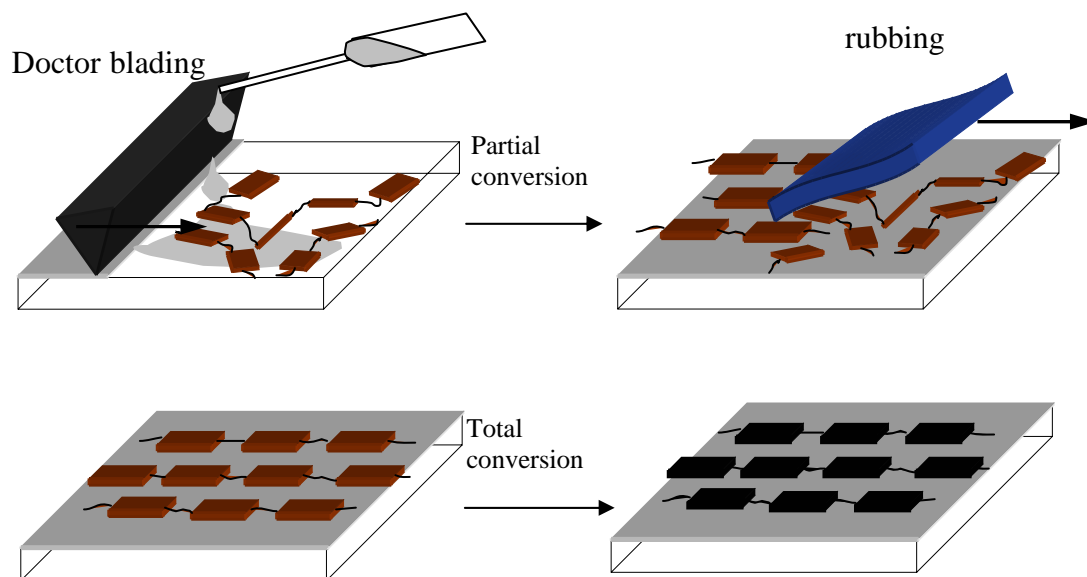 Doctor blading
rubbing
Partial
conversion
Total
conversion